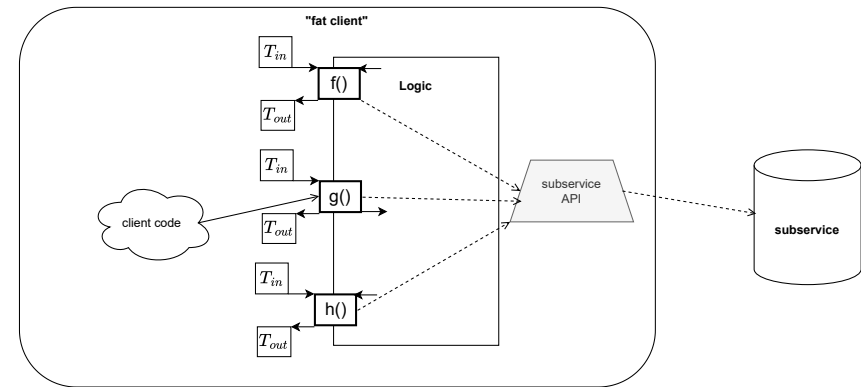 "fat client"
T_in
f()
Logic
T_out
T_in
subservice
API
g()
client code
T_out
subservice
T_in
h()
T_out